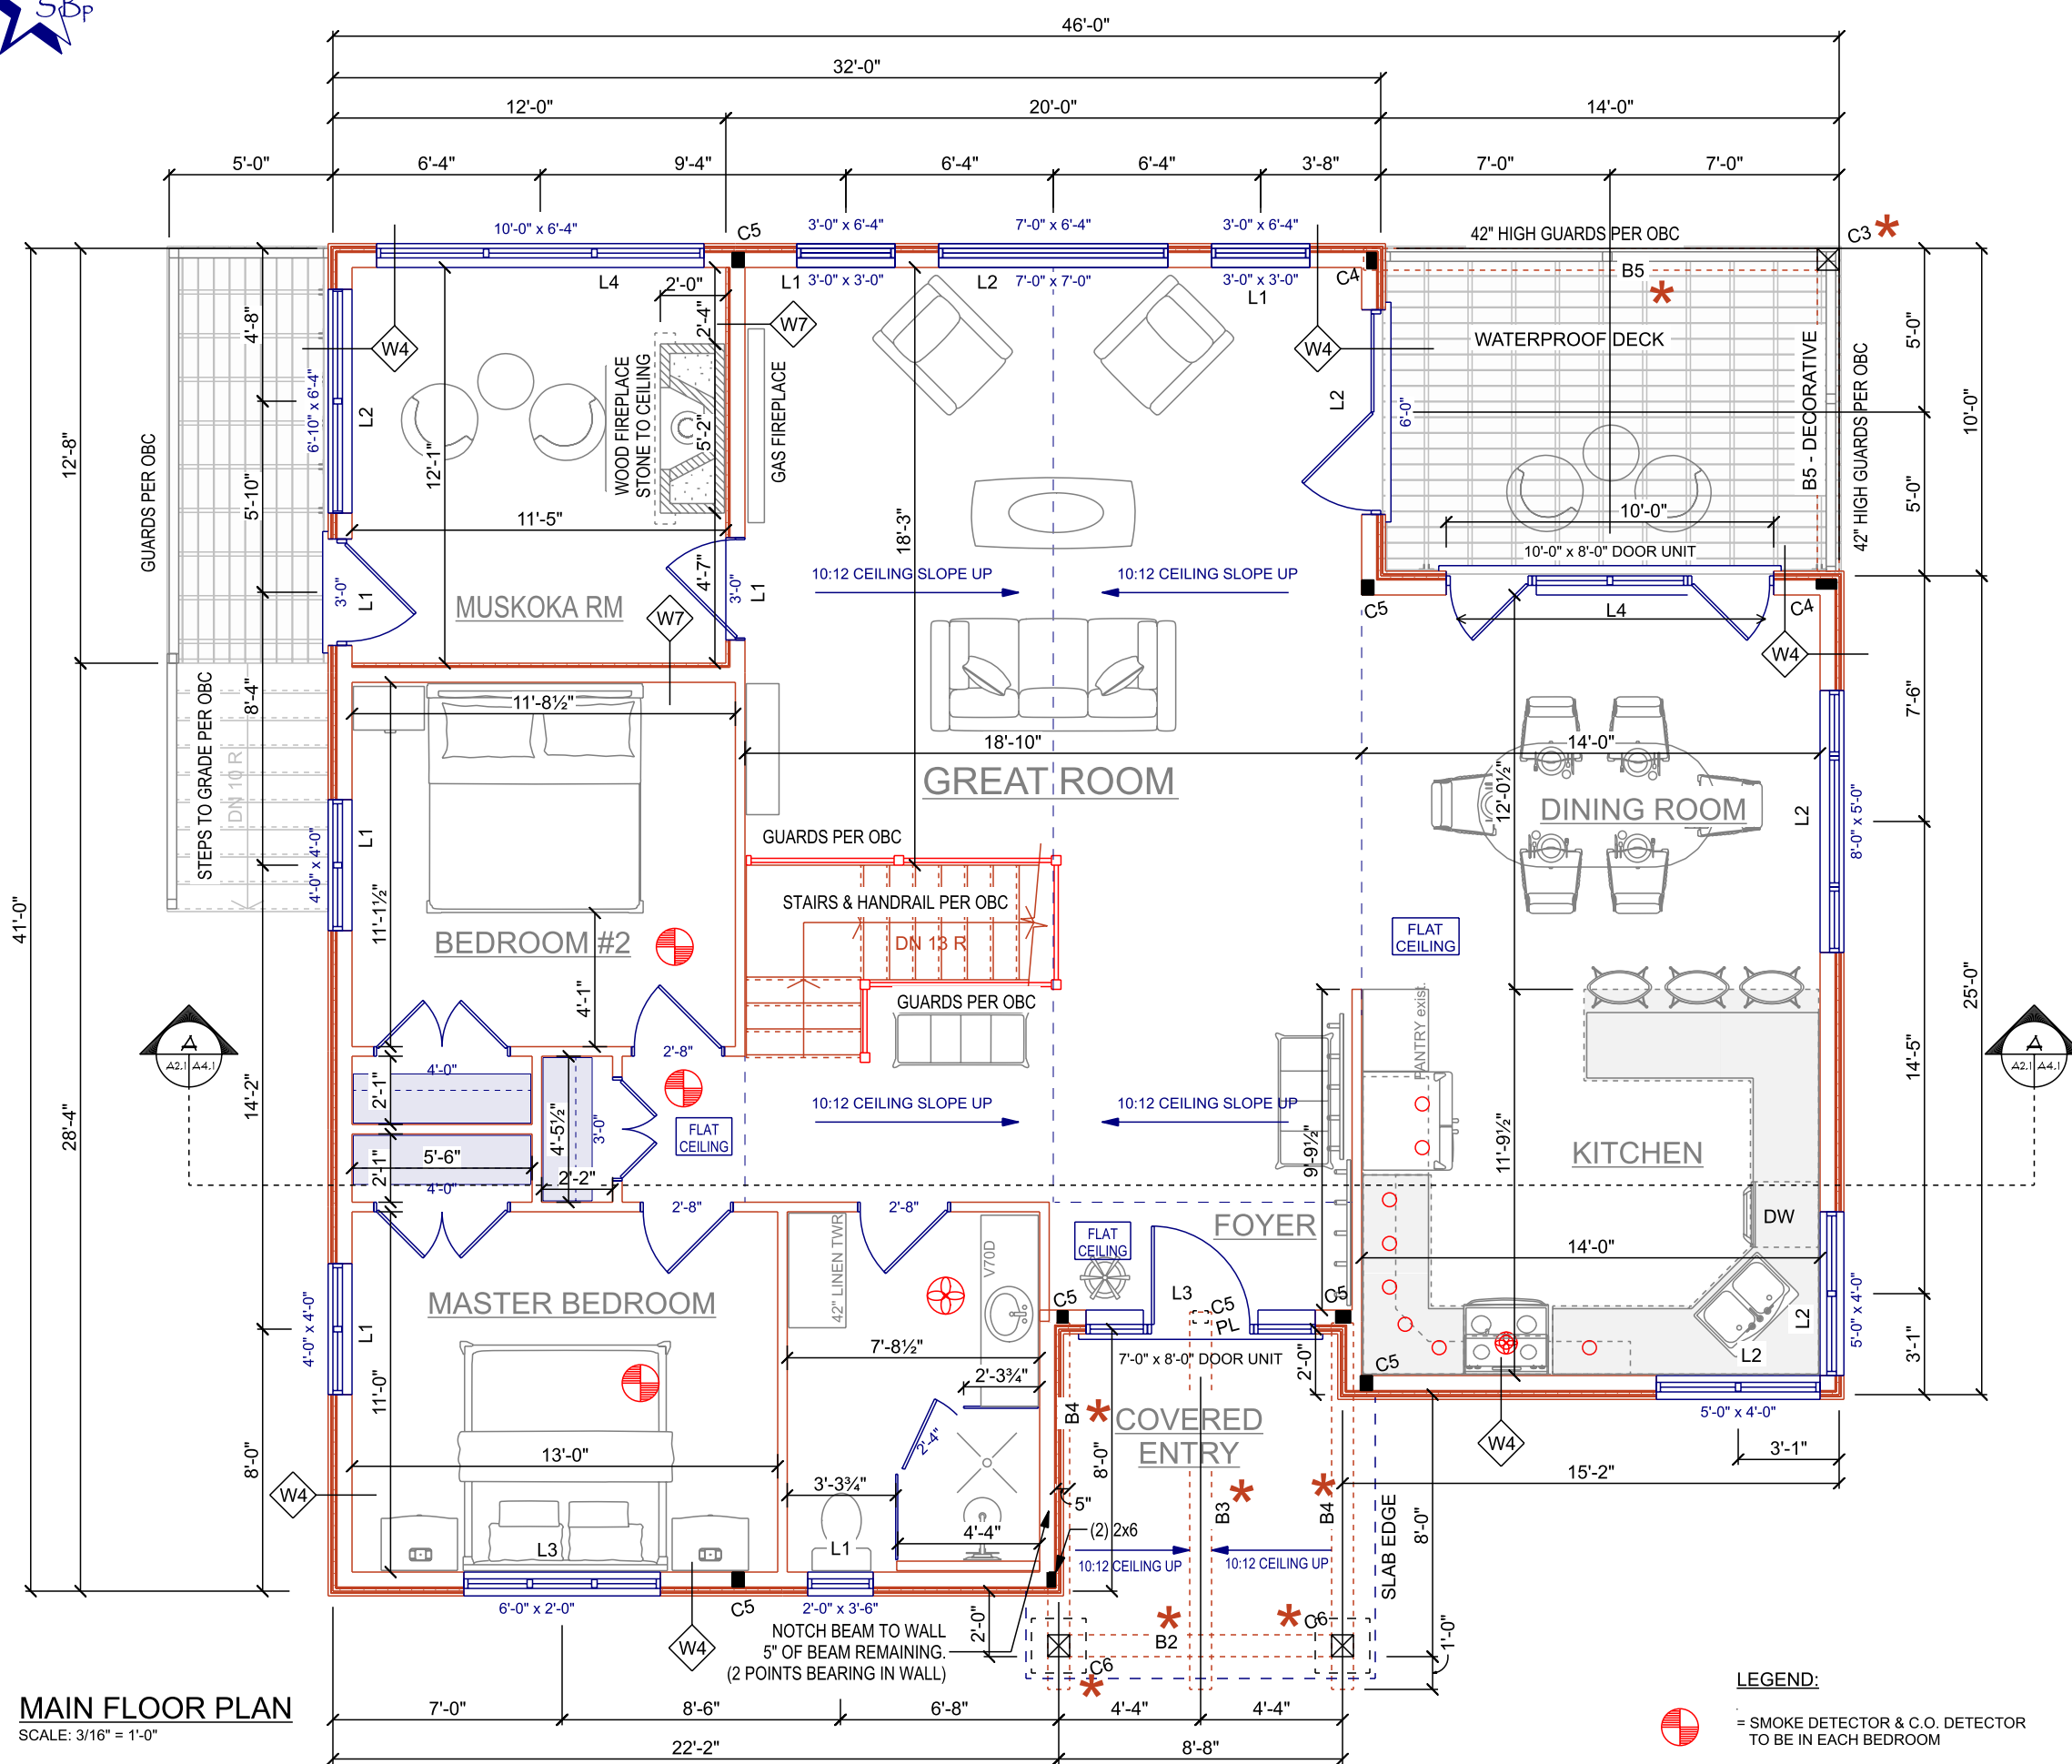 SBp
46'-0"
32'-0"
12'-0" 20'-0" 14'-0"
5'-0" 6'-4" 9'-4" 6'-4" 6'-4" 3'-8" 7'-0" 7'-0"
10'-0" x 6'-4" C5 3'-0" x 6'-4" 7'-0" x 6'-4" 3'-0" x 6'-4" 42" HIGH GUARDS PER OBC C3 *
L4 2'-0" L1 3'-0" x 3'-0" L2 7'-0" x 7'-0" 3'-0" x 3'-0" L1 C4 B5 *
4'-8" 2'-4" W7 W4 W4 WATERPROOF DECK 5'-0"
B5 - DECORATIVE
42" HIGH GUARDS PER OBC
10'-0"
6'-10" x 6'-4" L2
WOOD FIREPLACE
STONE TO CEILING
5'-2"
GAS FIREPLACE
L2 6'-0"
12'-8"
GUARDS PER OBC
5'-10"
12'-1"
11'-5"
18'-3"
10'-0"
5'-0"
10'-0" x 8'-0" DOOR UNIT
3'-0" L1
4'-7" 3'-0" L1
10:12 CEILING SLOPE UP 10:12 CEILING SLOPE UP
MUSKOKA RM W7 C5 L4 C4
W4
STEPS TO GRADE PER OBC
DN 10 R
8'-4"
11'-8½"
7'-6"
18'-10" 14'-0"
GREAT ROOM
12'-0½"
DINING ROOM
L2 8'-0" x 5'-0"
GUARDS PER OBC
4'-0" x 4'-0" L1
41'-0"
11'-1½"
STAIRS & HANDRAIL PER OBC
DN 13 R
BEDROOM #2
FLAT
CEILING
4'-1"
GUARDS PER OBC
PANTRY exist.
25'-0"
A
A2.1 A4.1
A
A2.1 A4.1
2'-8"
4'-0"
2'-1"
14'-2"
28'-4"
4'-5½"
3'-0"
FLAT
CEILING
10:12 CEILING SLOPE UP 10:12 CEILING SLOPE UP
9'-9½"
11'-9½"
14'-5"
KITCHEN
5'-6"
2'-1"
4'-0"
2'-2"
2'-8" 2'-8"
FOYER
DW
FLAT
CEILING
42" LINEN TWR
V70D
14'-0"
MASTER BEDROOM
4'-0" x 4'-0" L1
C5 L3 C5 C5
PL
L2 5'-0" x 4'-0"
7'-8½"
7'-0" x 8'-0" DOOR UNIT
2'-0"
C5
L2
3'-1"
2'-3¾"
11'-0"
B4 *
COVERED
ENTRY
5'-0" x 4'-0"
2'-4"
13'-0"
8'-0"
8'-0"
W4
3'-1"
15'-2"
W4
3'-3¾"
5"
B3 *
B4 *
SLAB EDGE
8'-0"
4'-4"
(2) 2x6
L3 L1
10:12 CEILING UP 10:12 CEILING UP
6'-0" x 2'-0" C5 2'-0" x 3'-6"
W4
NOTCH BEAM TO WALL
5" OF BEAM REMAINING.
(2 POINTS BEARING IN WALL)
2'-0"
* * C6
B2
C6
*
1'-0"
MAIN FLOOR PLAN
SCALE: 3/16" = 1'-0"
7'-0" 8'-6" 6'-8" 4'-4" 4'-4"
22'-2" 8'-8"
LEGEND:
= SMOKE DETECTOR & C.O. DETECTOR
TO BE IN EACH BEDROOM